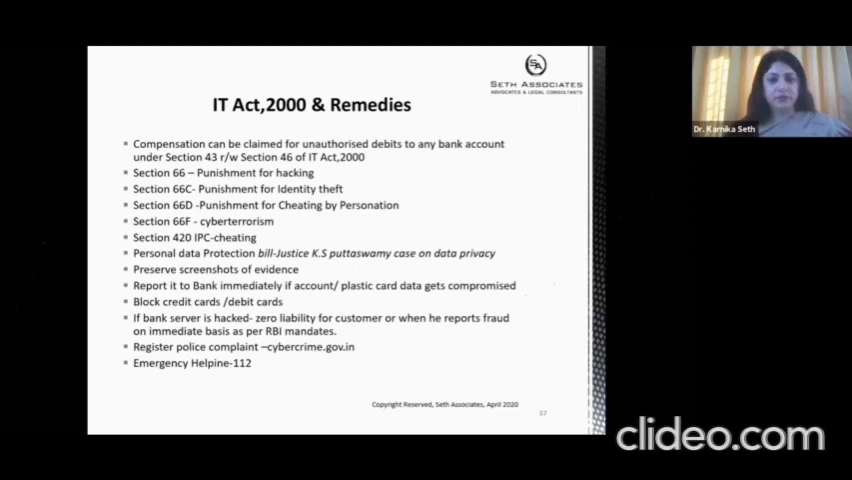 SA
SETH ASSOCIATES
ADVOCATES & LEGAL CONSULTANTS
IT Act,2000 & Remedies
Dr. Karnika Seth
▪ Compensation can be claimed for unauthorised debits to any bank account
under Section 43 r/w Section 46 of IT Act,2000
▪ Section 66 – Punishment for hacking
▪ Section 66C- Punishment for Identity theft
▪ Section 66D -Punishment for Cheating by Personation
▪ Section 66F - cyberterrorism
▪ Section 420 IPC-cheating
▪ Personal data Protection bill-Justice K.S puttaswamy case on data privacy
▪ Preserve screenshots of evidence
▪ Report it to Bank immediately if account/ plastic card data gets compromised
▪ Block credit cards /debit cards
▪ If bank server is hacked- zero liability for customer or when he reports fraud
on immediate basis as per RBI mandates.
▪ Register police complaint –cybercrime.gov.in
▪ Emergency Helpine-112
Copyright Reserved, Seth Associates, April 2020
37
clideo.com